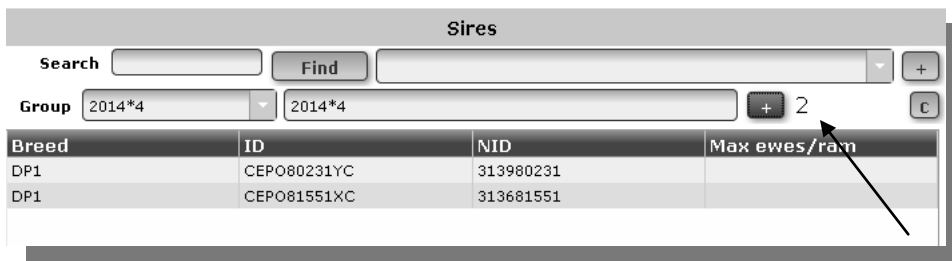 Sires
Search Find +
Group 2014*4 2014*4 + 2 c
Breed ID NID Max ewes/ram
DP1 CEPO80231YC 313980231
DP1 CEPO81551XC 313681551